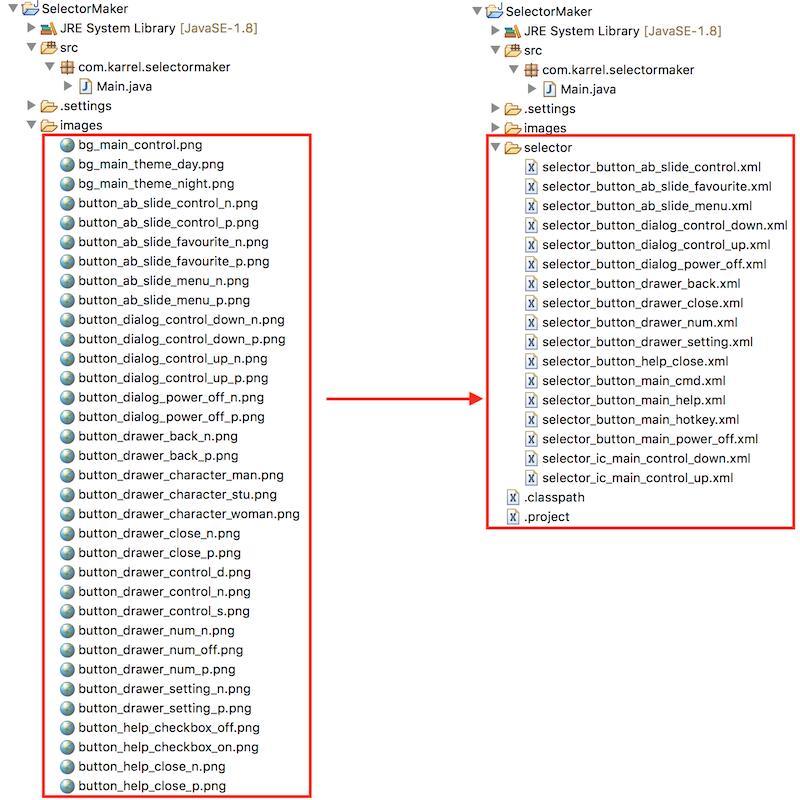 SelectorMaker
JRE System Library [JavaSE-1.8]
src
com.karrel.selectormaker
Main.java
.settings
images
bg_main_control.png
bg_main_theme_day.png
bg_main_theme_night.png
button_ab_slide_control_n.png
button_ab_slide_control_p.png
button_ab_slide_favourite_n.png
button_ab_slide_favourite_p.png
button_ab_slide_menu_n.png
button_ab_slide_menu_p.png
button_dialog_control_down_n.png
button_dialog_control_down_p.png
button_dialog_control_up_n.png
button_dialog_control_up_p.png
button_dialog_power_off_n.png
button_dialog_power_off_p.png
button_drawer_back_n.png
button_drawer_back_p.png
button_drawer_character_man.png
button_drawer_character_stu.png
button_drawer_character_woman.png
button_drawer_close_n.png
button_drawer_close_p.png
button_drawer_control_d.png
button_drawer_control_n.png
button_drawer_control_s.png
button_drawer_num_n.png
button_drawer_num_off.png
button_drawer_num_p.png
button_drawer_setting_n.png
button_drawer_setting_p.png
button_help_checkbox_off.png
button_help_checkbox_on.png
button_help_close_n.png
button_help_close_p.png
SelectorMaker
JRE System Library [JavaSE-1.8]
src
com.karrel.selectormaker
Main.java
.settings
images
selector
selector_button_ab_slide_control.xml
selector_button_ab_slide_favourite.xml
selector_button_ab_slide_menu.xml
selector_button_dialog_control_down.xml
selector_button_dialog_control_up.xml
selector_button_dialog_power_off.xml
selector_button_drawer_back.xml
selector_button_drawer_close.xml
selector_button_drawer_num.xml
selector_button_drawer_setting.xml
selector_button_help_close.xml
selector_button_main_cmd.xml
selector_button_main_help.xml
selector_button_main_hotkey.xml
selector_button_main_power_off.xml
selector_ic_main_control_down.xml
selector_ic_main_control_up.xml
.classpath
.project